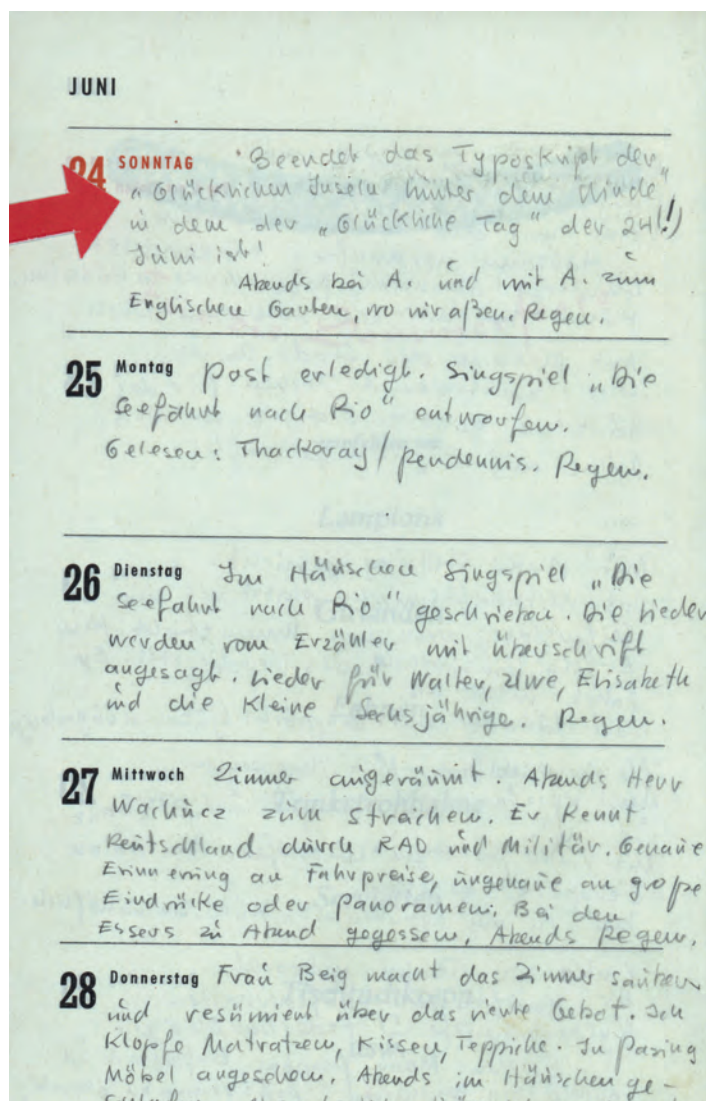 JUNI
24 SONNTAG Beendet das Typoskript der
„Glücklichen Inseln hinter dem Winde"
in dem der „Glückliche Tag" der 24(!)
Juni ist!
Abends bei A. und mit A. zum
Englischen Garten, wo wir aßen. Regen.
25 Montag Post erledigt. Singspiel „Die
Seefahrt nach Rio" entworfen.
Gelesen: Thackaray / Pendennis. Regen.
26 Dienstag Im Häuschen Singspiel „Die
Seefahrt nach Rio" geschrieben. Die Lieder
werden vom Erzähler mit Überschrift
angesagt. Lieder für Walter, Uwe, Elisabeth
und die Kleine Sechsjährige. Regen.
27 Mittwoch Zimmer aufgeräumt. Abends Herr
zum Streichen. Er kennt
Deutschland durch RAD und Militär. Genaue
Erinnerung an Fahrpreise, ungenaue an große
Eindrücke oder Panoramen. Bei den
Essers zu Abend gegessen. Abends Regen.
28 Donnerstag Frau Beig macht das Zimmer sauber
und resümiert über das vierte Gebot. Ich
klopfe Matratzen, Kissen, Teppiche. In Pasing
Möbel angesehen. Abends im Häuschen ge-